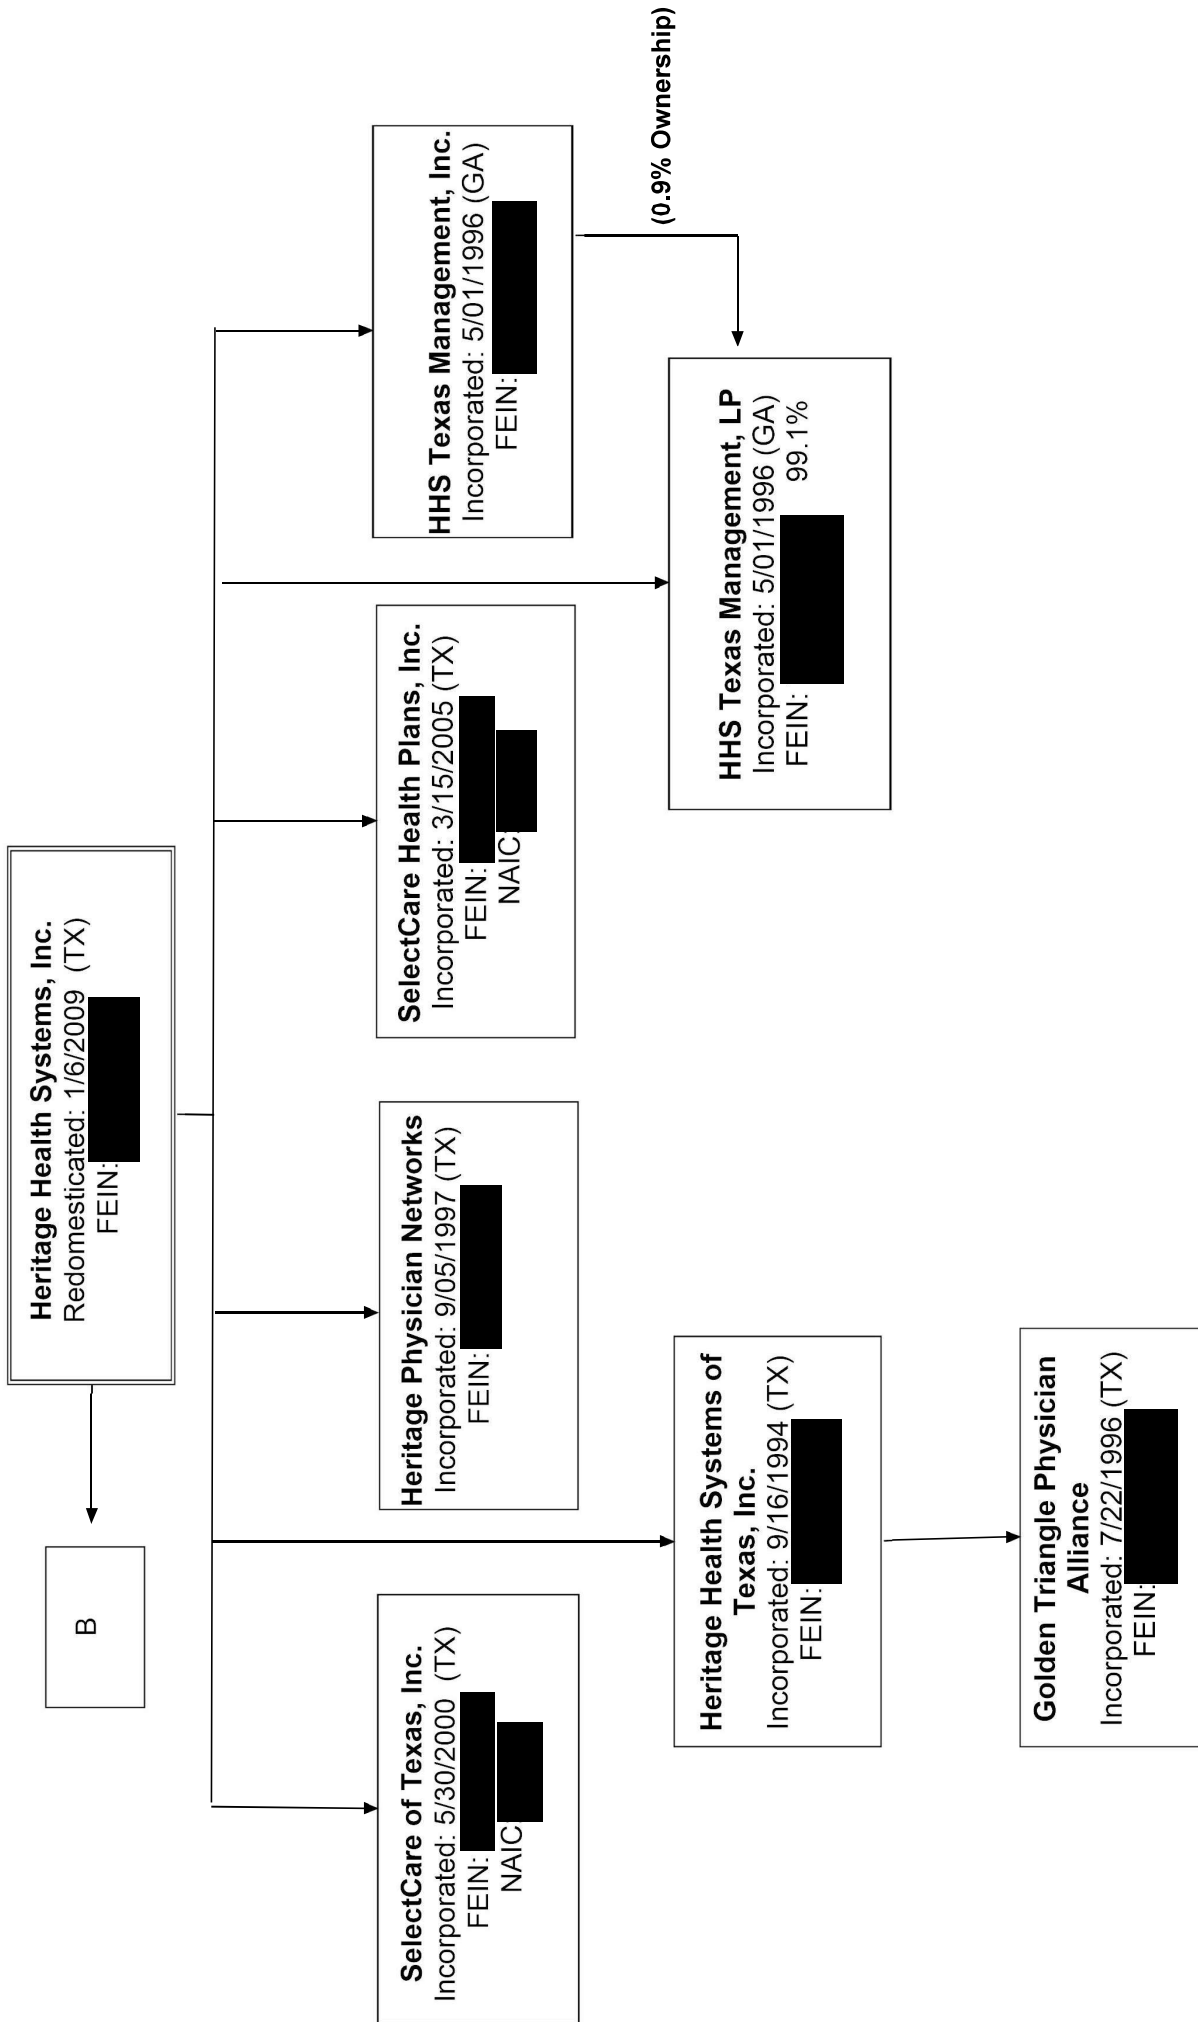 B
Heritage Health Systems, Inc.
Redomesticated: 1/6/2009 (TX)
FEIN:
SelectCare of Texas, Inc.
Incorporated: 5/30/2000 (TX)
FEIN:
NAIC
Heritage Physician Networks
Incorporated: 9/05/1997 (TX)
FEIN:
SelectCare Health Plans, Inc.
Incorporated: 3/15/2005 (TX)
FEIN:
NAIC
HHS Texas Management, Inc.
Incorporated: 5/01/1996 (GA)
FEIN:
(0.9% Ownership)
Heritage Health Systems of
Texas, Inc.
Incorporated: 9/16/1994 (TX)
FEIN:
HHS Texas Management, LP
Incorporated: 5/01/1996 (GA)
FEIN: 99.1%
Golden Triangle Physician
Alliance
Incorporated: 7/22/1996 (TX)
FEIN: